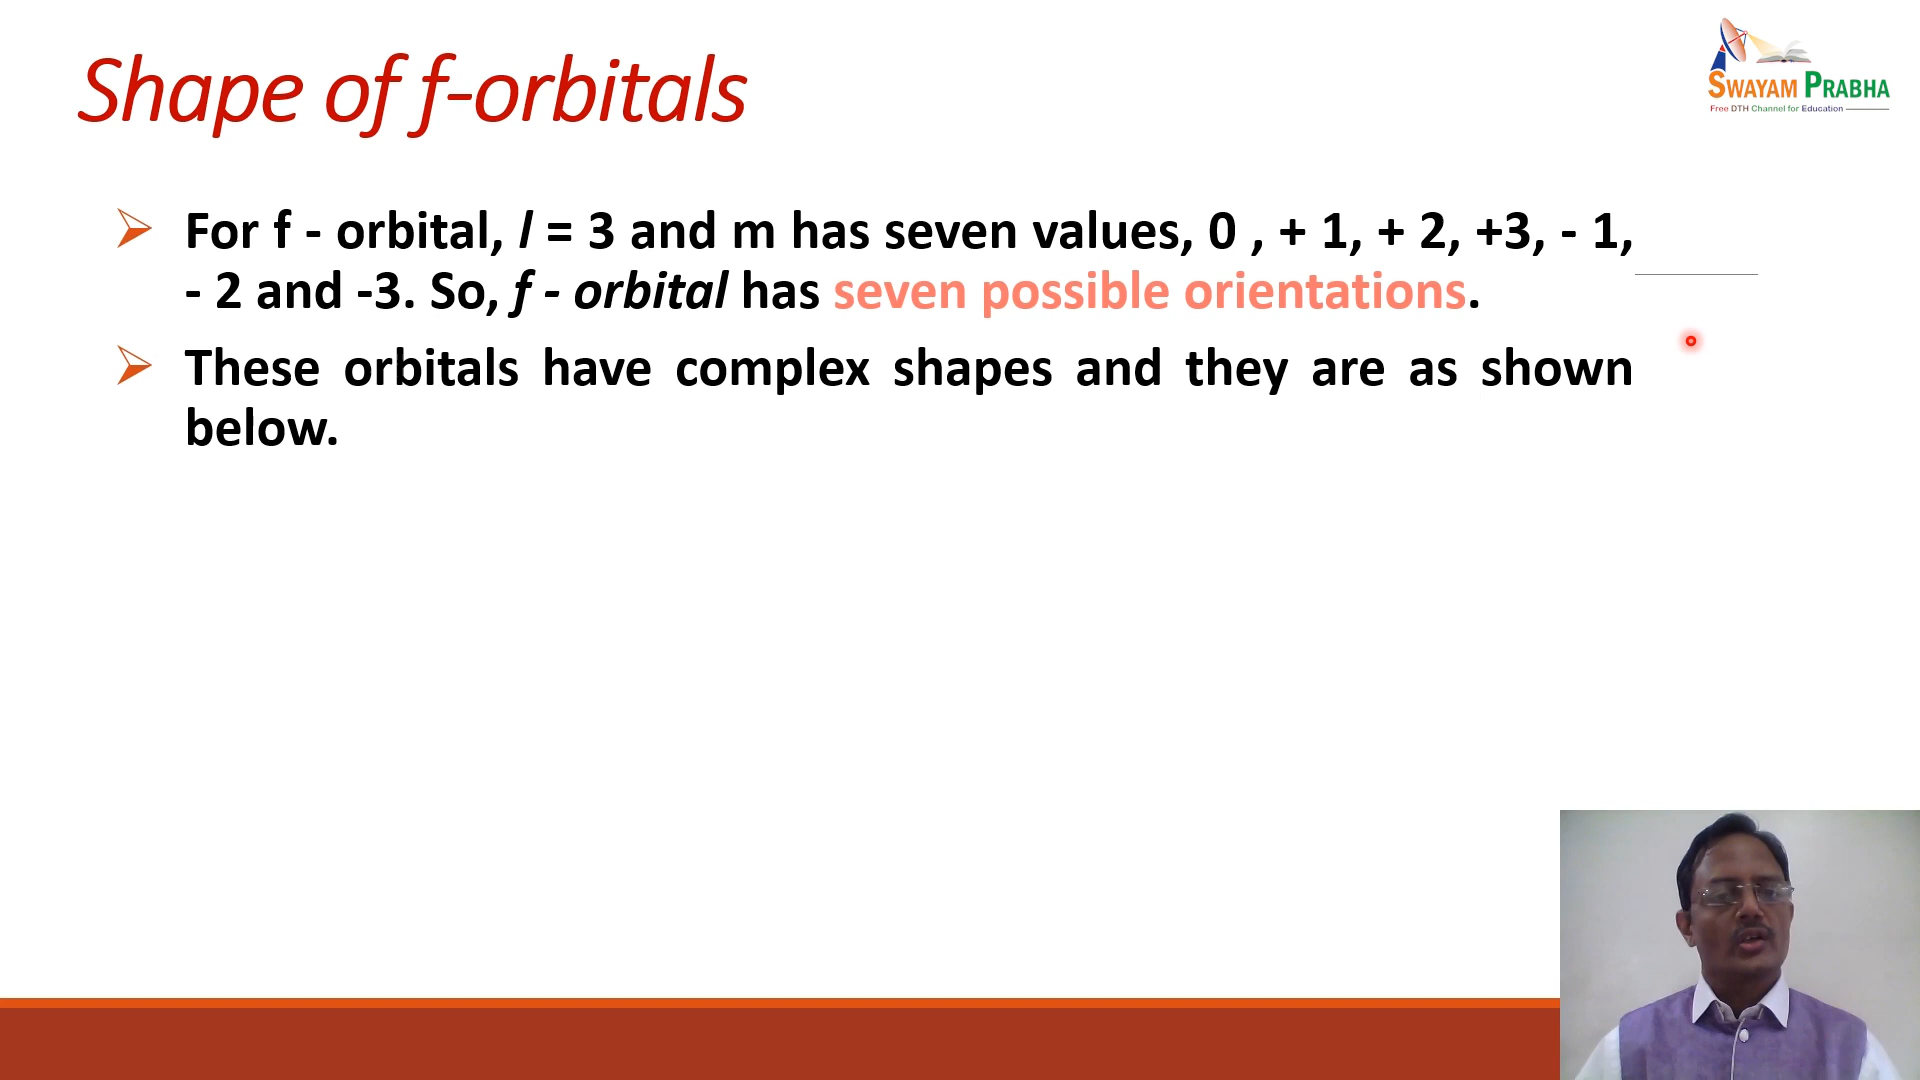 Shape of f-orbitals
SWAYAM PRABHA
Free DTH Channel for Education
For f - orbital, l = 3 and m has seven values, 0 , + 1, + 2, +3, - 1,
- 2 and -3. So, f - orbital has seven possible orientations.
These orbitals have complex shapes and they are as shown
below.